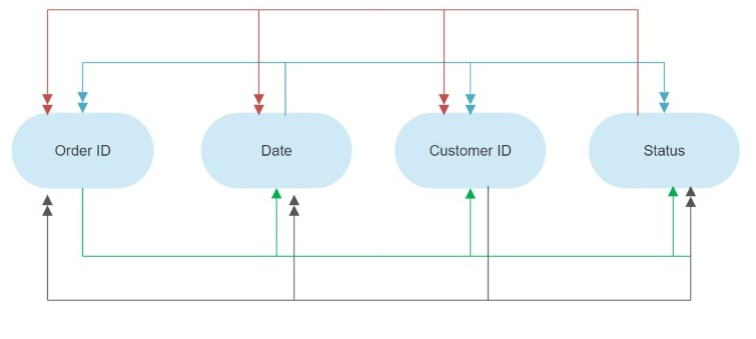 Order ID
Date
Customer ID
Status